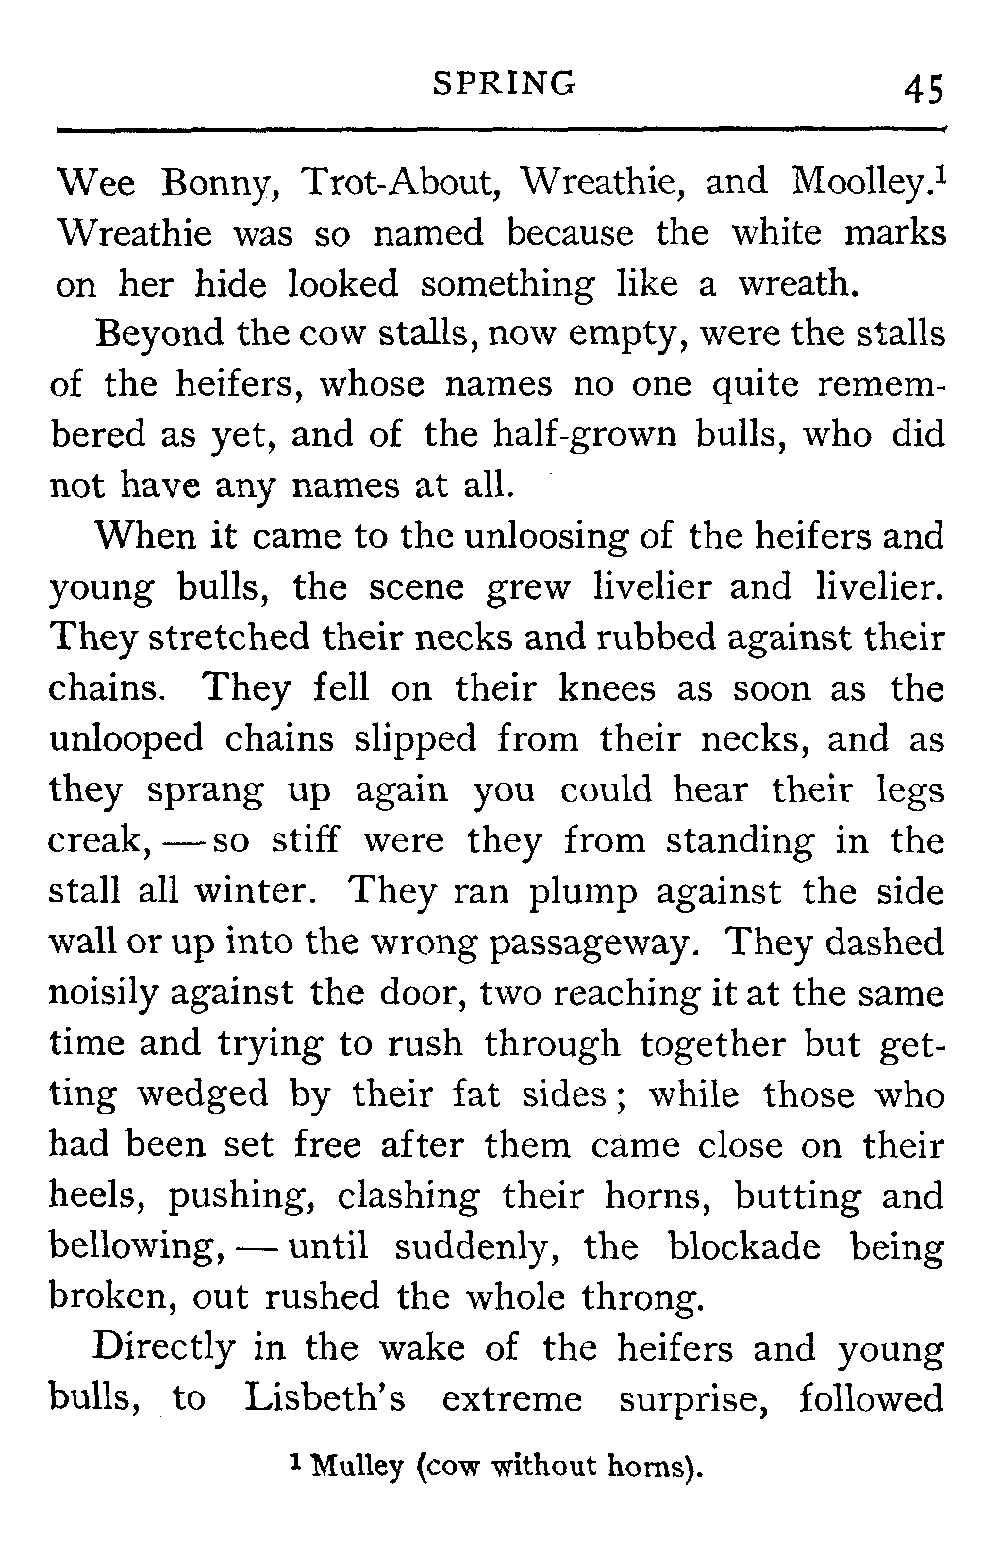 SPRING 45
Wee Bonny, Trot-About, Wreathie, and Moolley.¹
Wreathie was so named because the white marks
on her hide looked something like a wreath.
Beyond the cow stalls, now empty, were the stalls
of the heifers, whose names no one quite remem-
bered as yet, and of the half-grown bulls, who did
not have any names at all.
When it came to the unloosing of the heifers and
young bulls, the scene grew livelier and livelier.
They stretched their necks and rubbed against their
chains. They fell on their knees as soon as the
unlooped chains slipped from their necks, and as
they sprang up again you could hear their legs
creak, — so stiff were they from standing in the
stall all winter. They ran plump against the side
wall or up into the wrong passageway. They dashed
noisily against the door, two reaching it at the same
time and trying to rush through together but get-
ting wedged by their fat sides; while those who
had been set free after them came close on their
heels, pushing, clashing their horns, butting and
bellowing, — until suddenly, the blockade being
broken, out rushed the whole throng.
Directly in the wake of the heifers and young
bulls, to Lisbeth's extreme surprise, followed
¹ Mulley (cow without horns).